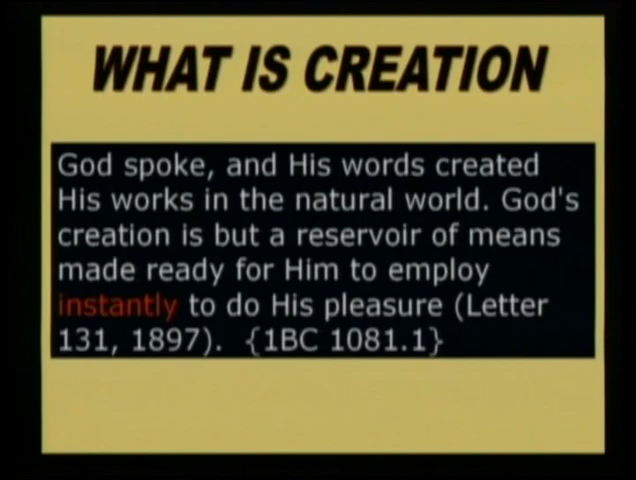 WHAT IS CREATION
God spoke, and His words created
His works in the natural world. God's
creation is but a reservoir of means
made ready for Him to employ
instantly to do His pleasure (Letter
131, 1897).  {1BC 1081.1}